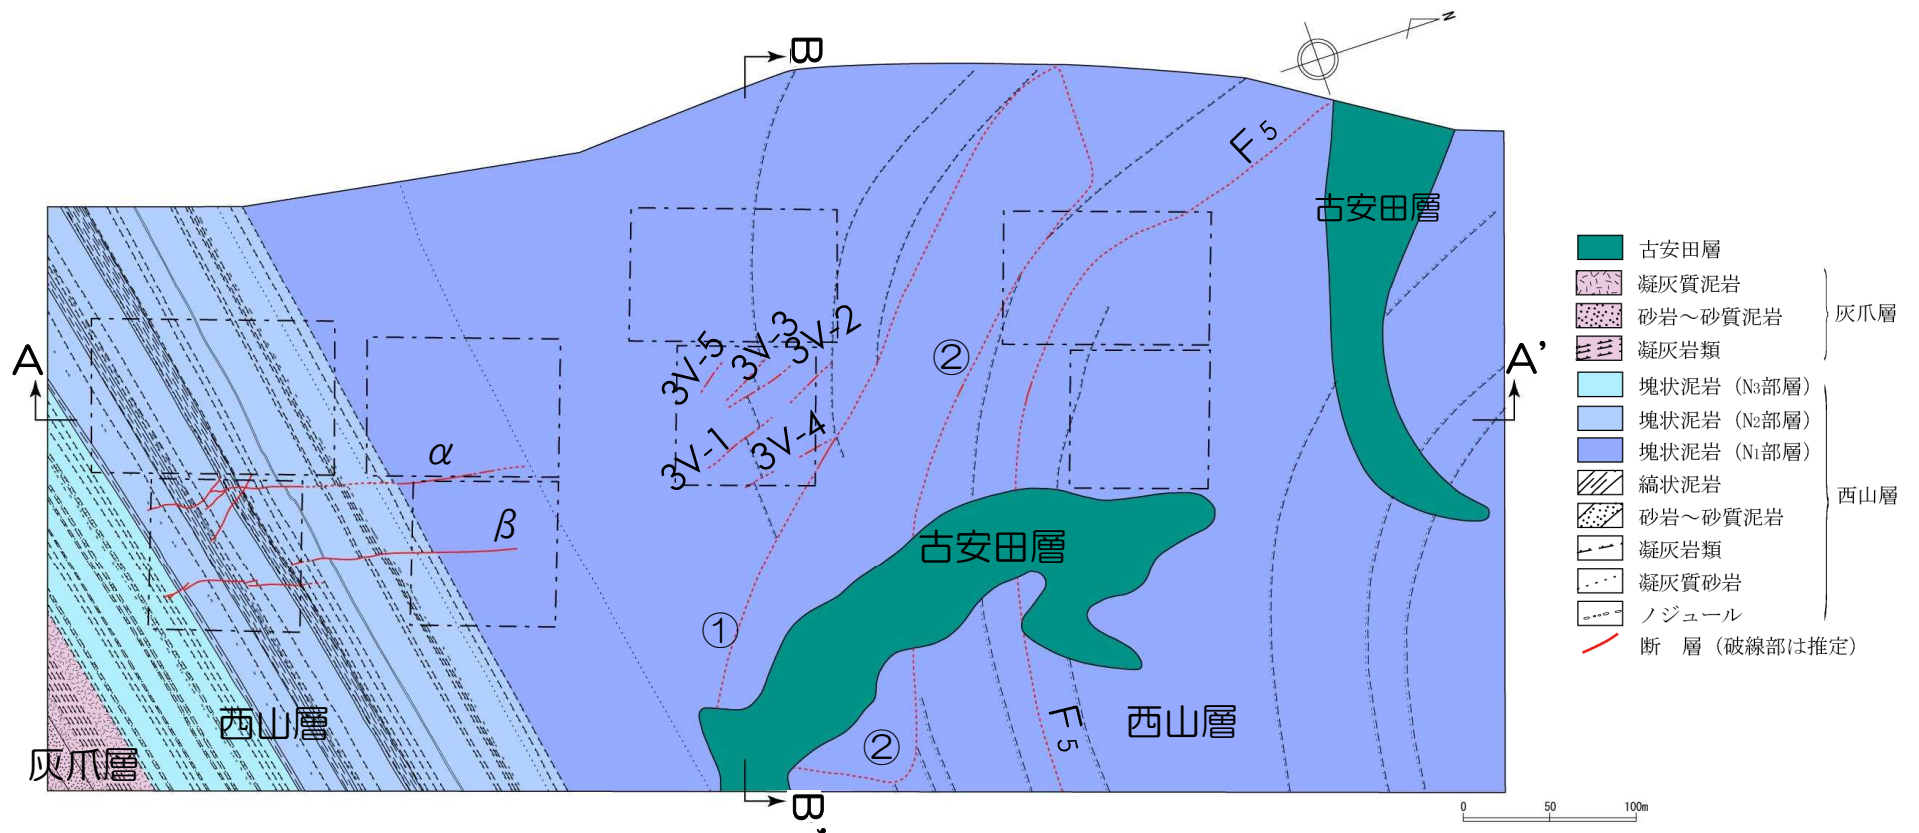 B
N
F5
古安田層
古安田層
凝灰質泥岩
砂岩～砂質泥岩
灰爪層
凝灰岩類
3V-3
3V-2
3V-5
②
A
A'
塊状泥岩（N3部層）
塊状泥岩（N2部層）
塊状泥岩（N1部層）
α
3V-1
3V-4
縞状泥岩
西山層
β
砂岩～砂質泥岩
古安田層
凝灰岩類
凝灰質砂岩
ノジュール
①
断　層（破線部は推定）
西山層
F5
西山層
②
灰爪層
B'
0 50 100m